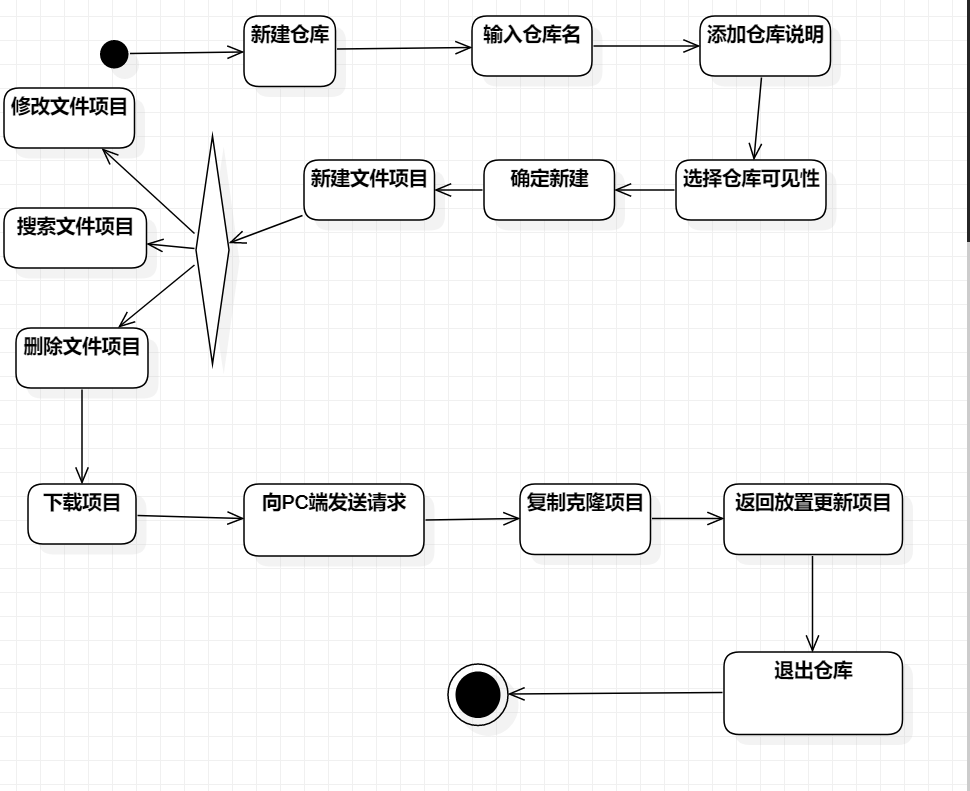 新建仓库
输入仓库名
添加仓库说明
修改文件项目
新建文件项目
确定新建
选择仓库可见性
搜索文件项目
删除文件项目
下载项目
向PC端发送请求
复制克隆项目
返回放置更新项目
退出仓库